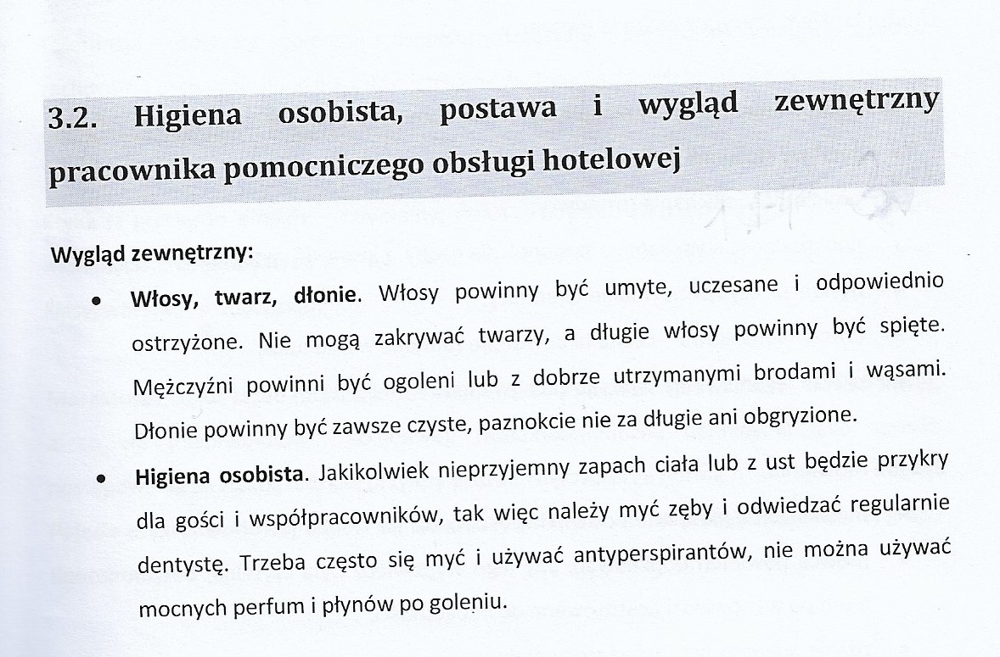 3.2. Higiena osobista, postawa i wygląd zewnętrzny
pracownika pomocniczego obsługi hotelowej
Wygląd zewnętrzny:
• Włosy, twarz, dłonie. Włosy powinny być umyte, uczesane i odpowiednio
ostrzyżone. Nie mogą zakrywać twarzy, a długie włosy powinny być spięte.
Mężczyźni powinni być ogoleni lub z dobrze utrzymanymi brodami i wąsami.
Dłonie powinny być zawsze czyste, paznokcie nie za długie ani obgryzione.
• Higiena osobista. Jakikolwiek nieprzyjemny zapach ciała lub z ust będzie przykry
dla gości i współpracowników, tak więc należy myć zęby i odwiedzać regularnie
dentystę. Trzeba często się myć i używać antyperspirantów, nie można używać
mocnych perfum i płynów po goleniu.